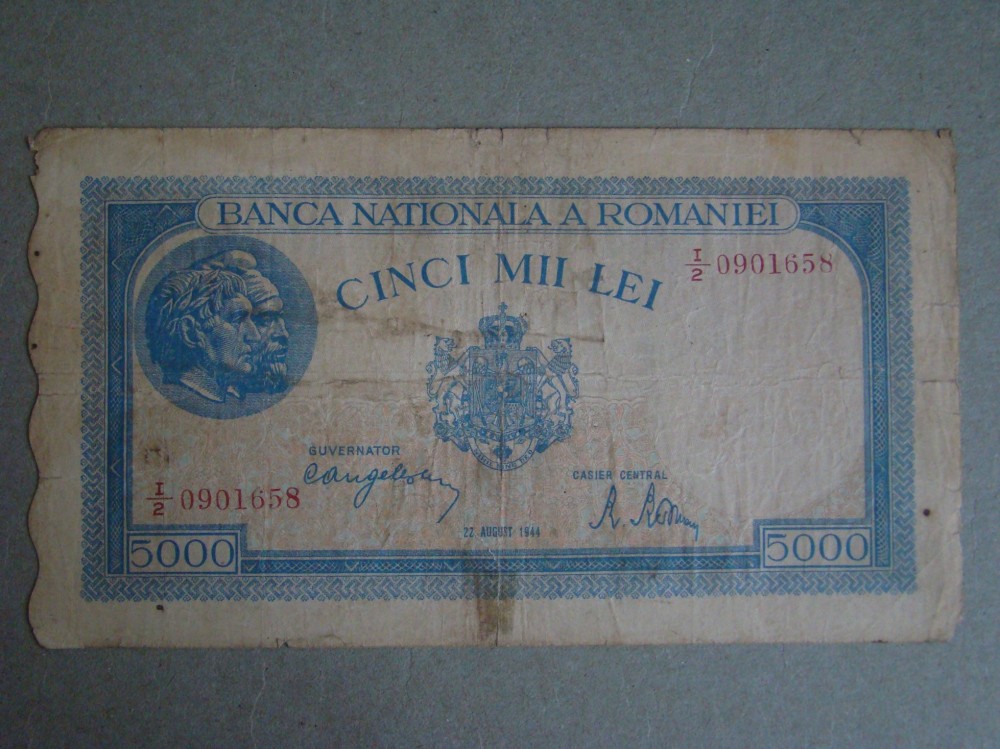 BANCA NATIONALA A ROMANIEI
CINCI MII LEI
I/2 0901658
GUVERNATOR
CASIER CENTRAL
I/2 0901658
22 AUGUST 1944
5000
5000